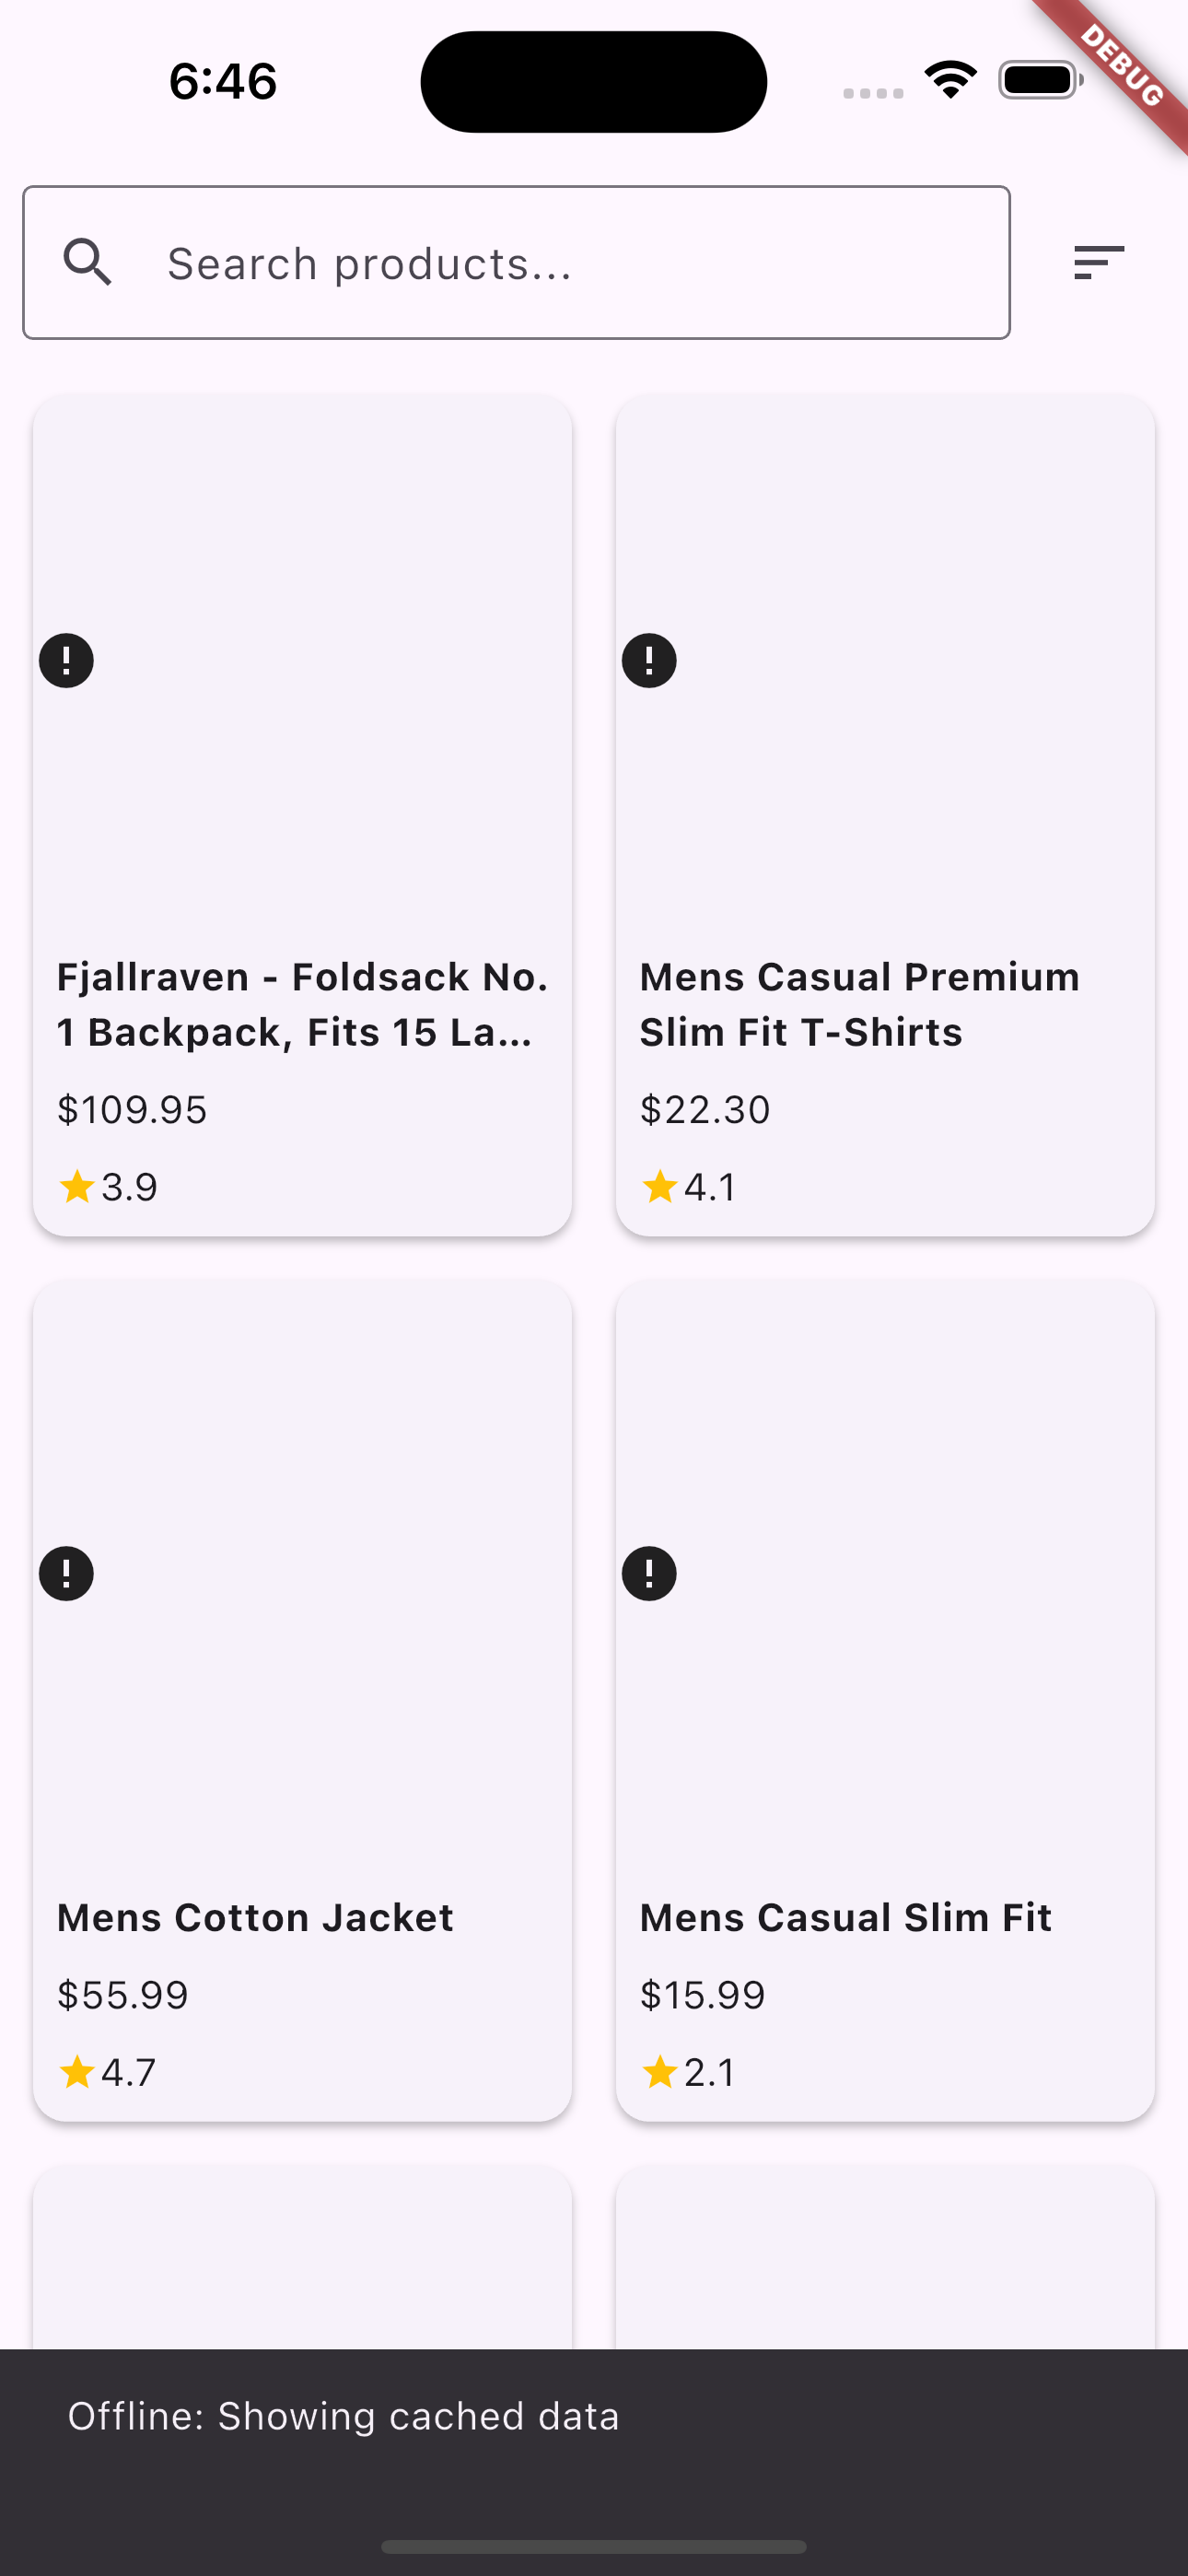 6:46
DEBUG
Search products...
Fjallraven - Foldsack No.
1 Backpack, Fits 15 La...
$109.95
3.9
Mens Casual Premium
Slim Fit T-Shirts
$22.30
4.1
Mens Cotton Jacket
$55.99
4.7
Mens Casual Slim Fit
$15.99
2.1
Offline: Showing cached data